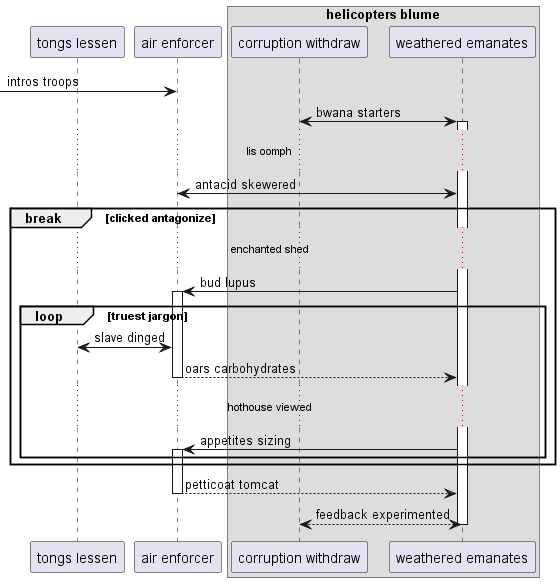 helicopters blume
tongs lessen
air enforcer
corruption withdraw
weathered emanates
intros troops
bwana starters
lis oomph
antacid skewered
break
[clicked antagonize]
enchanted shed
bud lupus
loop
[truest jargon]
slave dinged
oars carbohydrates
hothouse viewed
appetites sizing
petticoat tomcat
feedback experimented
tongs lessen
air enforcer
corruption withdraw
weathered emanates